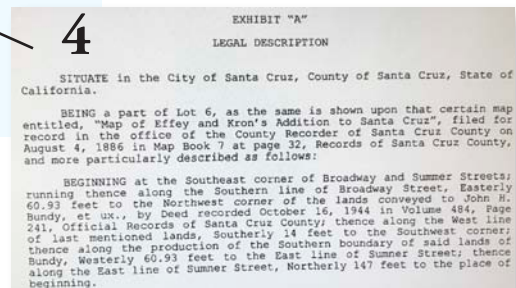 4
EXHIBIT "A"
LEGAL DESCRIPTION
SITUATE in the City of Santa Cruz, County of Santa Cruz, State of
California.
BEING a part of Lot 6, as the same is shown upon that certain map
entitled, "Map of Effey and Kron's Addition to Santa Cruz", filed for
record in the office of the County Recorder of Santa Cruz County on
August 4, 1886 in Map Book 7 at page 32, Records of Santa Cruz County,
and more particularly described as follows:
BEGINNING at the Southeast corner of Broadway and Sumner Streets;
running thence along the Southern line of Broadway Street, Easterly
60.93 feet to the Northwest corner of the lands conveyed to John H.
Bundy, et ux., by Deed recorded October 16, 1944 in Volume 484, Page
241, Official Records of Santa Cruz County; thence along the West line
of last mentioned lands, Southerly 14 feet to the Southwest corner;
thence along the production of the Southern boundary of said lands of
Bundy, Westerly 60.93 feet to the East line of Sumner Street; thence
along the East line of Sumner Street, Northerly 147 feet to the place of
beginning.